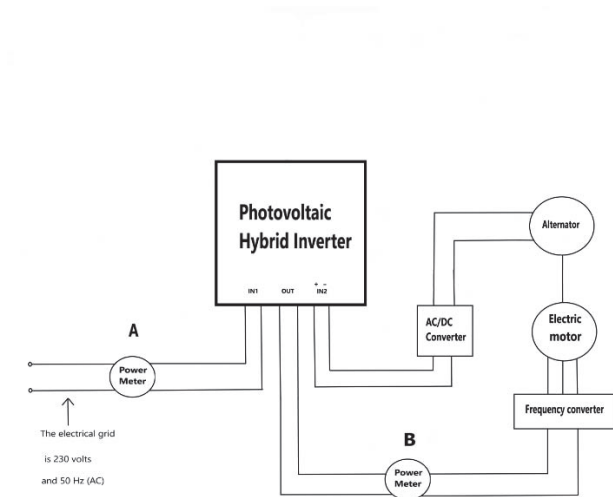 Photovoltaic
Hybrid Inverter
IN1
OUT
+ -
IN2
Alternator
AC/DC
Converter
Electric
motor
Frequency converter
A
Power
Meter
The electrical grid
is 230 volts
and 50 Hz (AC)
B
Power
Meter